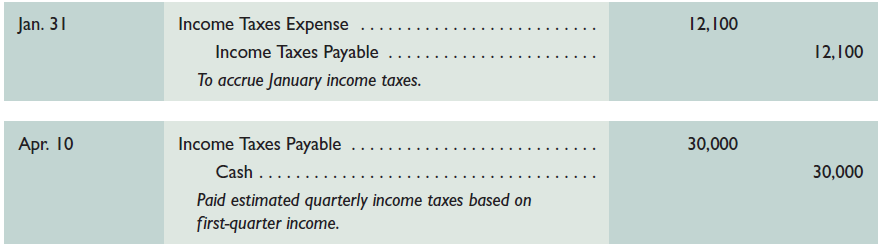 Jan. 31 Income Taxes Expense . . . . . . . . . . . . . . . . . . . . . . . . . . 12,100
Income Taxes Payable . . . . . . . . . . . . . . . . . . . . . . . 12,100
To accrue January income taxes.
Apr. 10 Income Taxes Payable . . . . . . . . . . . . . . . . . . . . . . . . . . . 30,000
Cash . . . . . . . . . . . . . . . . . . . . . . . . . . . . . . . . . . . . . 30,000
Paid estimated quarterly income taxes based on
first-quarter income.